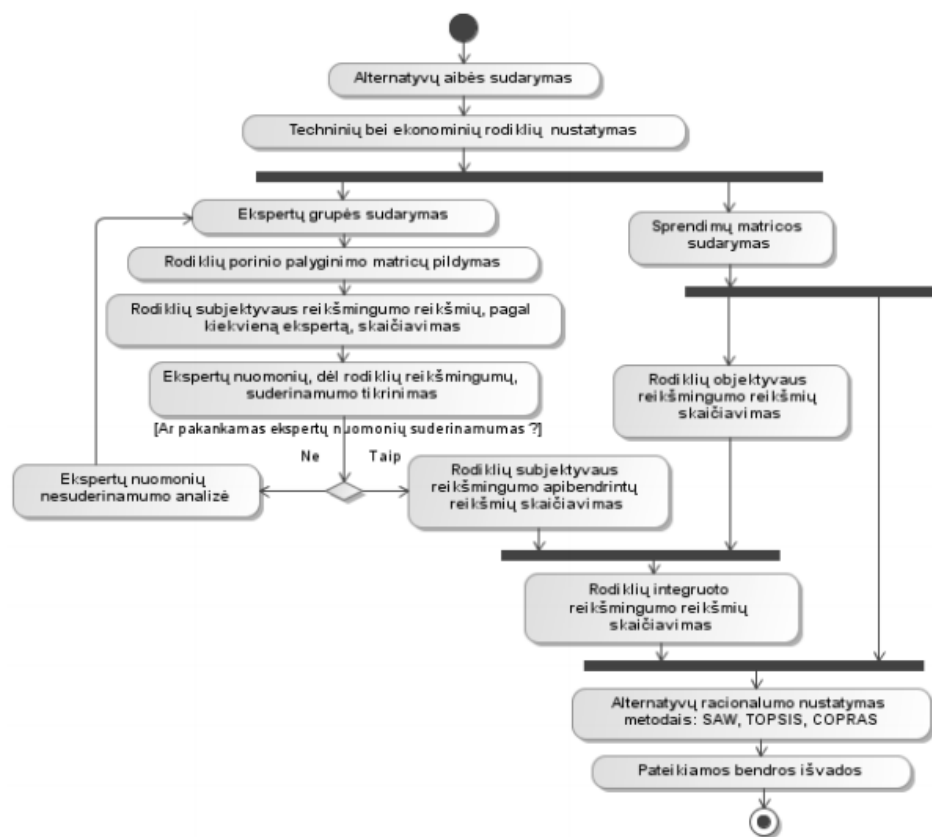 Alternatyvų aibės sudarymas
Techninių bei ekonominių rodiklių nustatymas
Ekspertų grupės sudarymas
Sprendimų matricos
sudarymas
Rodiklių porinio palyginimo matricų pildymas
Rodiklių subjektyvaus reikšmingumo reikšmių, pagal
kiekvieną ekspertą, skaičiavimas
Ekspertų nuomonių, dėl rodiklių reikšmingumų,
suderinamumo tikrinimas
Rodiklių objektyvaus
reikšmingumo reikšmių
skaičiavimas
[Ar pakankamas ekspertų nuomonių suderinamumas ?]
Ne
Taip
Ekspertų nuomonių
nesuderinamumo analizė
Rodiklių subjektyvaus
reikšmingumo apibendrintų
reikšmių skaičiavimas
Rodiklių integruoto
reikšmingumo reikšmių
skaičiavimas
Alternatyvų racionalumo nustatymas
metodais: SAW, TOPSIS, COPRAS
Pateikiamos bendros išvados